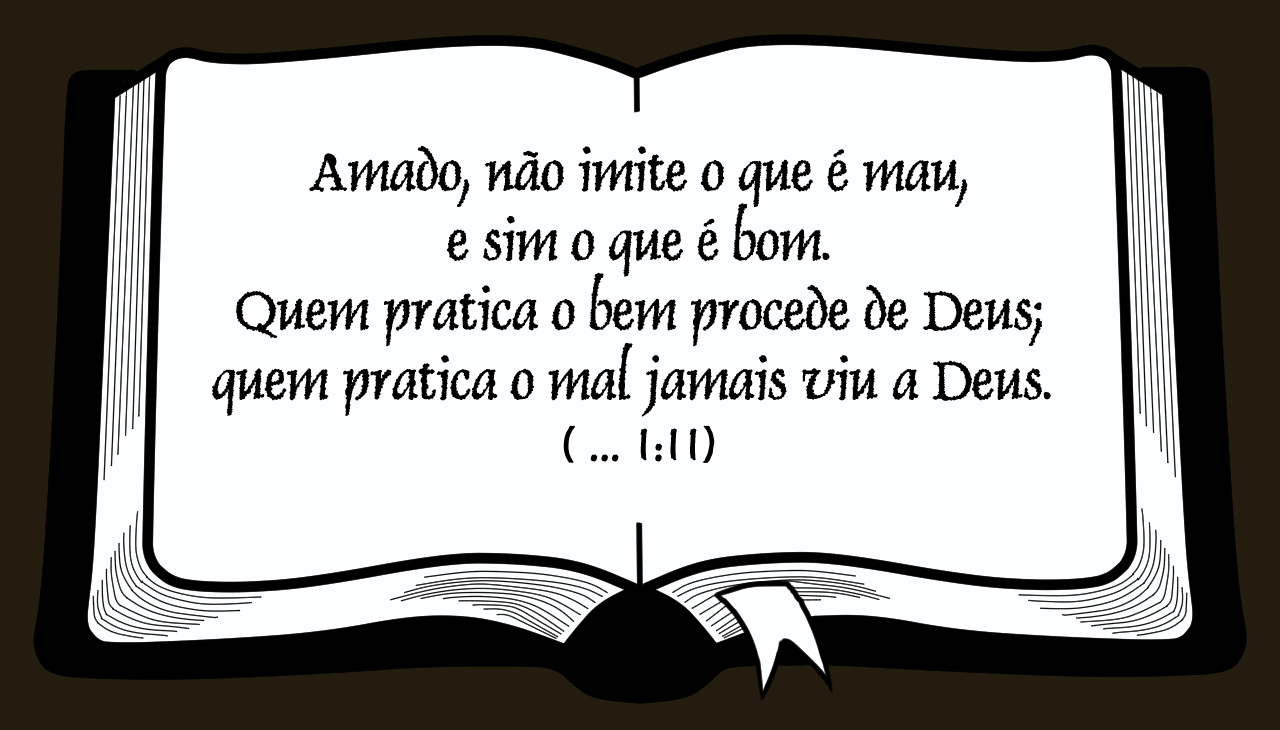 Amado, não imite o que é mau,
e sim o que é bom.
Quem pratica o bem procede de Deus;
quem pratica o mal jamais viu a Deus.
( ... 1:11)